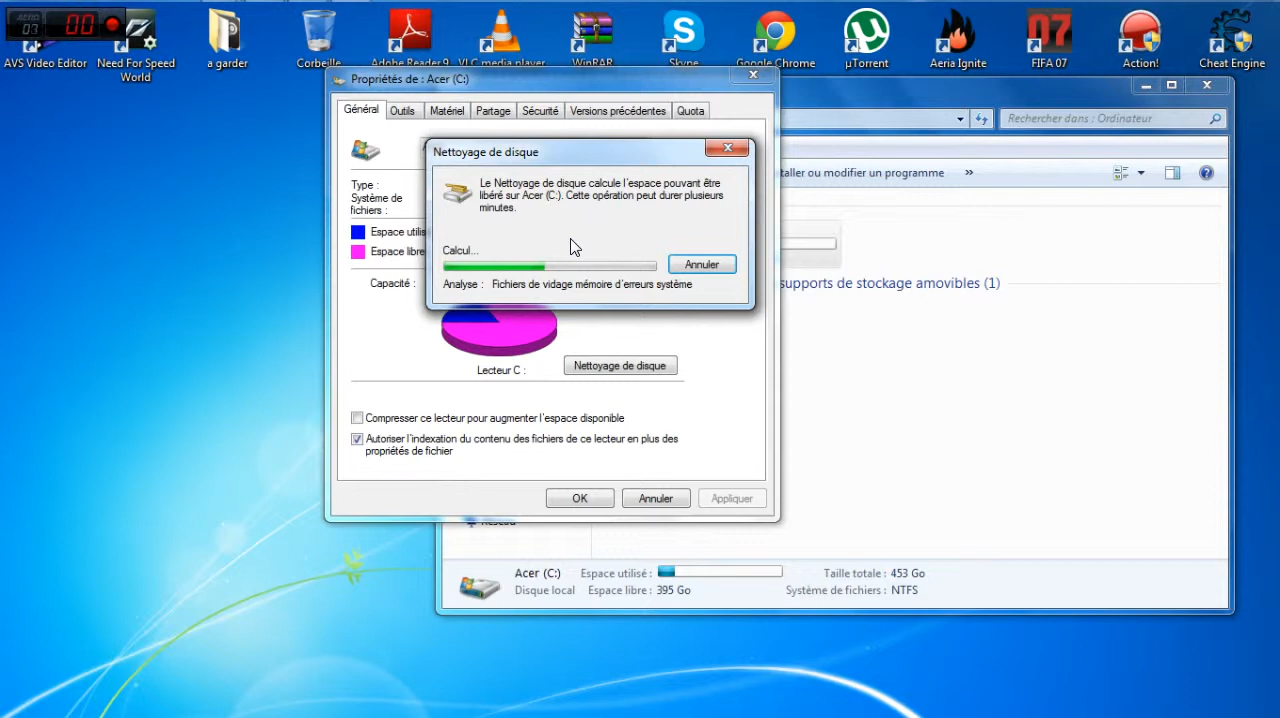 00
03
AVS Video Editor
Need For Speed
World
a garder
Corbeille
Adobe Reader 9
VLC media player
WinRAR
Skype
Google Chrome
µTorrent
Aeria Ignite
07
FIFA 07
Action!
Cheat Engine
Propriétés de : Acer (C:)
Général
Outils
Matériel
Partage
Sécurité
Versions précédentes
Quota
Rechercher dans : Ordinateur
taller ou modifier un programme
»
Nettoyage de disque
Le Nettoyage de disque calcule l'espace pouvant être
libéré sur Acer (C:). Cette opération peut durer plusieurs
minutes.
Calcul...
Annuler
Analyse : Fichiers de vidage mémoire d'erreurs système
Type :
Système de
fichiers :
Espace utilis
Espace libre
Capacité :
supports de stockage amovibles (1)
Lecteur C :
Nettoyage de disque
Compresser ce lecteur pour augmenter l'espace disponible
Autoriser l'indexation du contenu des fichiers de ce lecteur en plus des
propriétés de fichier
OK
Annuler
Appliquer
Réseau
Acer (C:) Espace utilisé : Taille totale : 453 Go
Disque local Espace libre : 395 Go Système de fichiers : NTFS